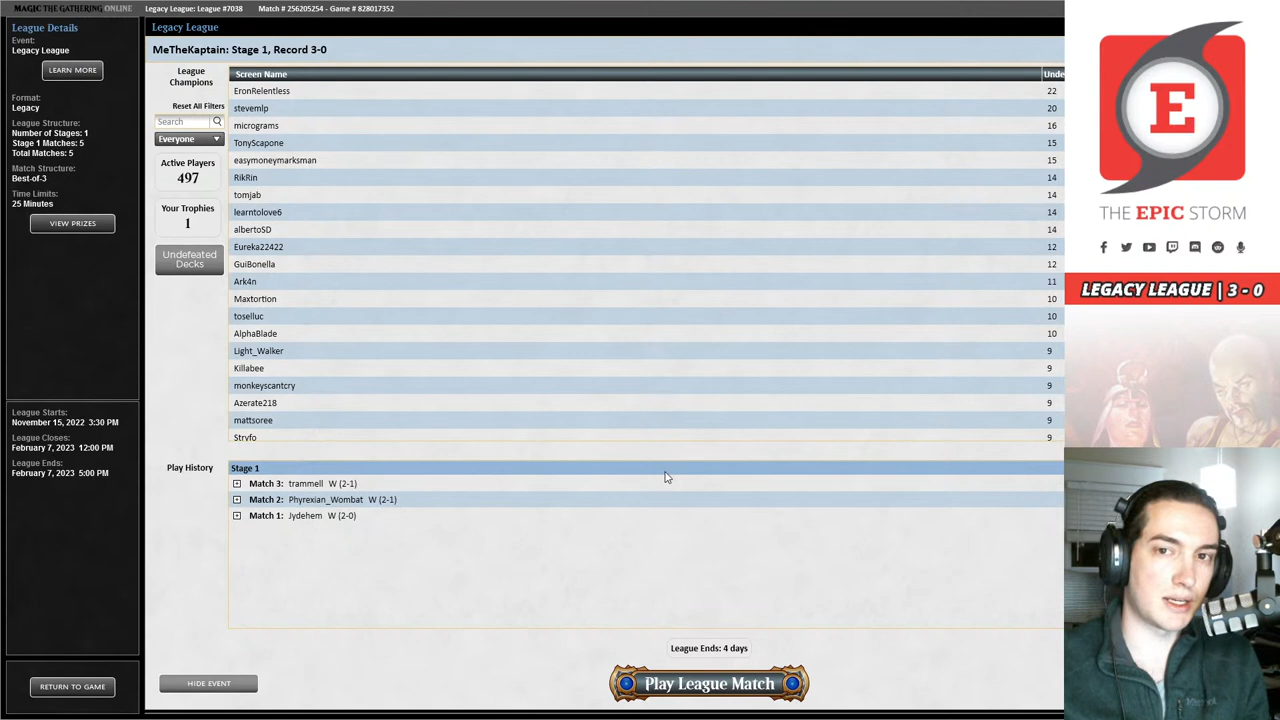 MAGIC THE GATHERING ONLINE
Legacy League: League #7038
Match # 256205254 - Game # 828017352
League Details
Event:
Legacy League
LEARN MORE
Format:
Legacy
League Structure:
Number of Stages: 1
Stage 1 Matches: 5
Total Matches: 5
Match Structure:
Best-of-3
Time Limits:
25 Minutes
VIEW PRIZES
League Starts:
November 15, 2022 3:30 PM
League Closes:
February 7, 2023 12:00 PM
League Ends:
February 7, 2023 5:00 PM
RETURN TO GAME
Legacy League
MeTheKaptain: Stage 1, Record 3-0
League
Champions
Reset All Filters
Search
Everyone
Active Players
497
Your Trophies
1
Undefeated
Decks
Screen Name Unde
EronRelentless 22
stevemlp 20
micrograms 16
TonyScapone 15
easymoneymarksman 15
RikRin 14
tomjab 14
learntolove6 14
albertoSD 14
Eureka22422 12
GuiBonella 12
Ark4n 11
Maxtortion 10
toselluc 10
AlphaBlade 10
Light_Walker 9
Killabee 9
monkeyscantcry 9
Azerate218 9
mattsoree 9
Stryfo 9
Play History
Stage 1
Match 3: trammell W (2-1)
Match 2: Phyrexian_Wombat W (2-1)
Match 1: Jydehem W (2-0)
League Ends: 4 days
HIDE EVENT
Play League Match
E
THE EPIC STORM
LEGACY LEAGUE | 3 - 0